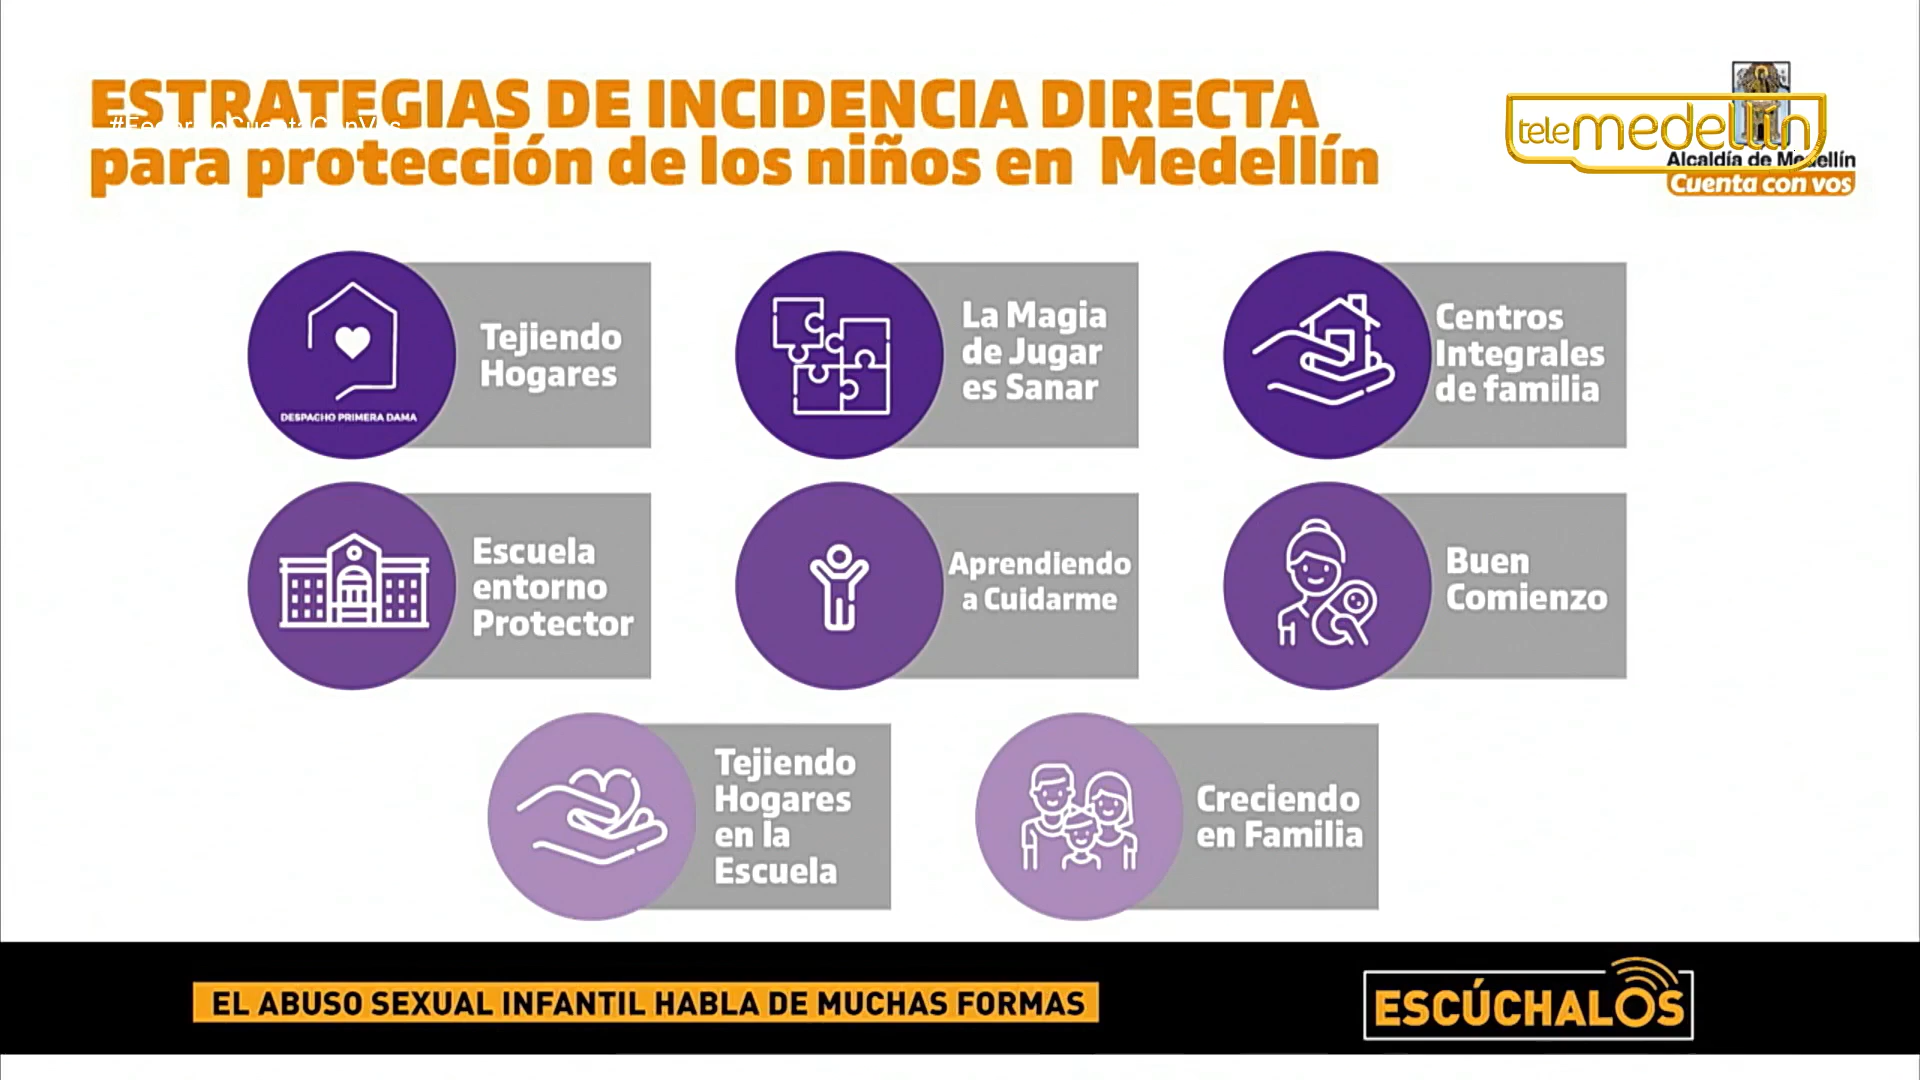 ESTRATEGIAS DE INCIDENCIA DIRECTA
para protección de los niños en Medellín
telemedellín
Alcaldía de Medellín
Cuenta con vos
DESPACHO PRIMERA DAMA
Tejiendo
Hogares
La Magia
de Jugar
es Sanar
Centros
Integrales
de familia
Escuela
entorno
Protector
Aprendiendo
a Cuidarme
Buen
Comienzo
Tejiendo
Hogares
en la
Escuela
Creciendo
en Familia
EL ABUSO SEXUAL INFANTIL HABLA DE MUCHAS FORMAS
ESCÚCHALOS